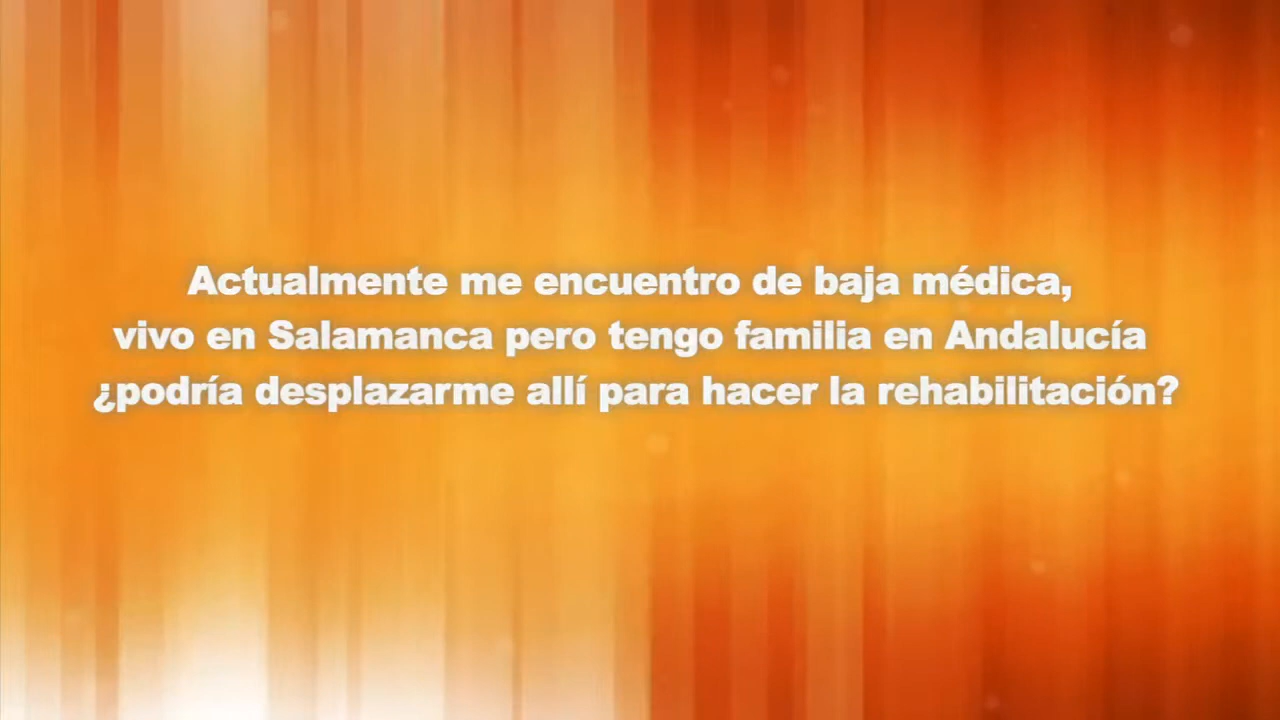 Actualmente me encuentro de baja médica,
vivo en Salamanca pero tengo familia en Andalucía
¿podría desplazarme allí para hacer la rehabilitación?